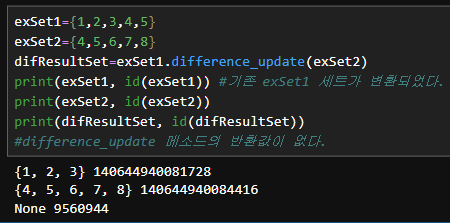 exSet1={1,2,3,4,5}
exSet2={4,5,6,7,8}
difResultSet=exSet1.difference_update(exSet2)
print(exSet1, id(exSet1)) #기존 exSet1 세트가 변환되었다.
print(exSet2, id(exSet2))
print(difResultSet, id(difResultSet))
#difference_update 메소드의 반환값이 없다.
{1, 2, 3} 140644940081728
{4, 5, 6, 7, 8} 140644940084416
None 9560944